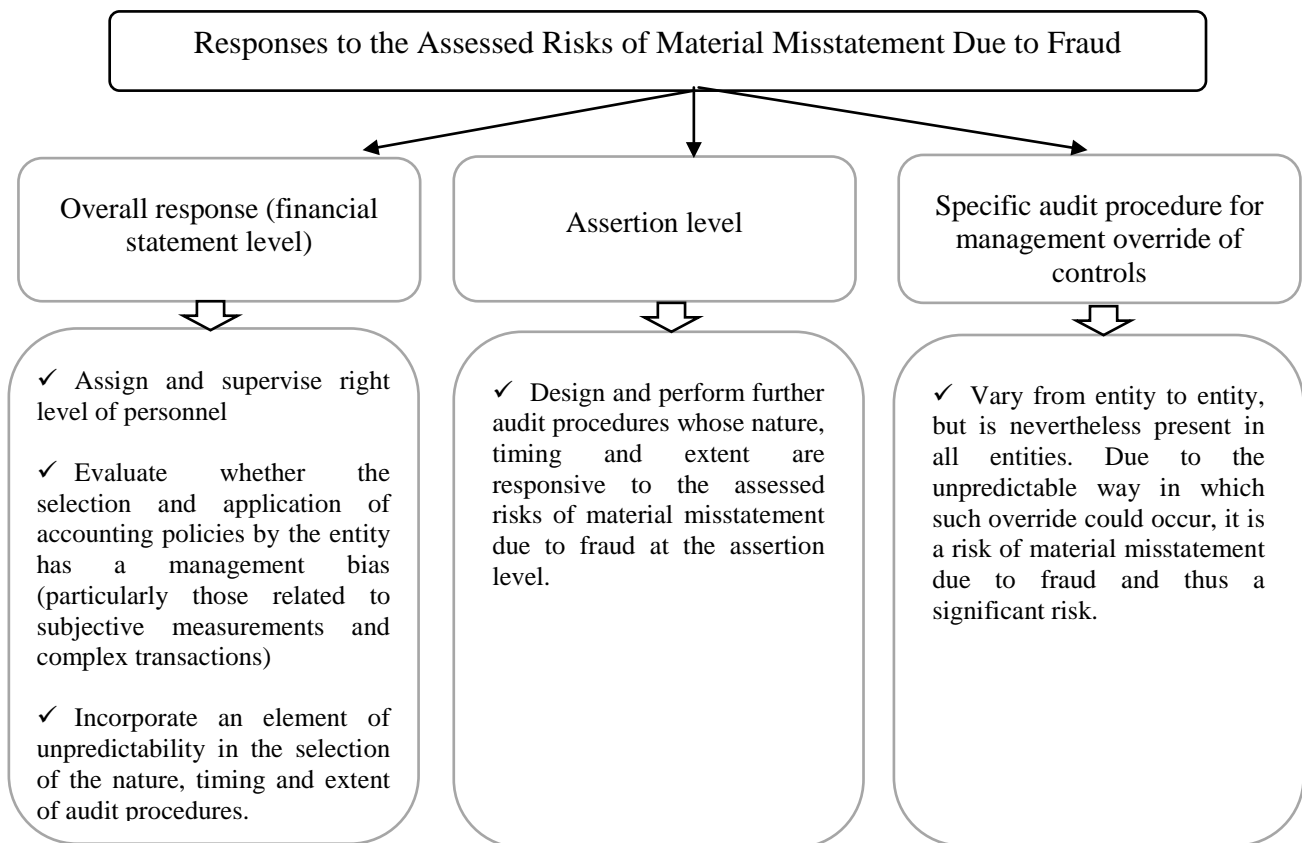 Responses to the Assessed Risks of Material Misstatement Due to Fraud
Overall response (financial
statement level)
Assertion level
Specific audit procedure for
management override of
controls
✓ Assign and supervise right
level of personnel
✓ Evaluate whether the
selection and application of
accounting policies by the entity
has a management bias
(particularly those related to
subjective measurements and
complex transactions)
✓ Incorporate an element of
unpredictability in the selection
of the nature, timing and extent
of audit procedures.
✓ Design and perform further
audit procedures whose nature,
timing and extent are
responsive to the assessed
risks of material misstatement
due to fraud at the assertion
level.
✓ Vary from entity to entity,
but is nevertheless present in
all entities. Due to the
unpredictable way in which
such override could occur, it is
a risk of material misstatement
due to fraud and thus a
significant risk.